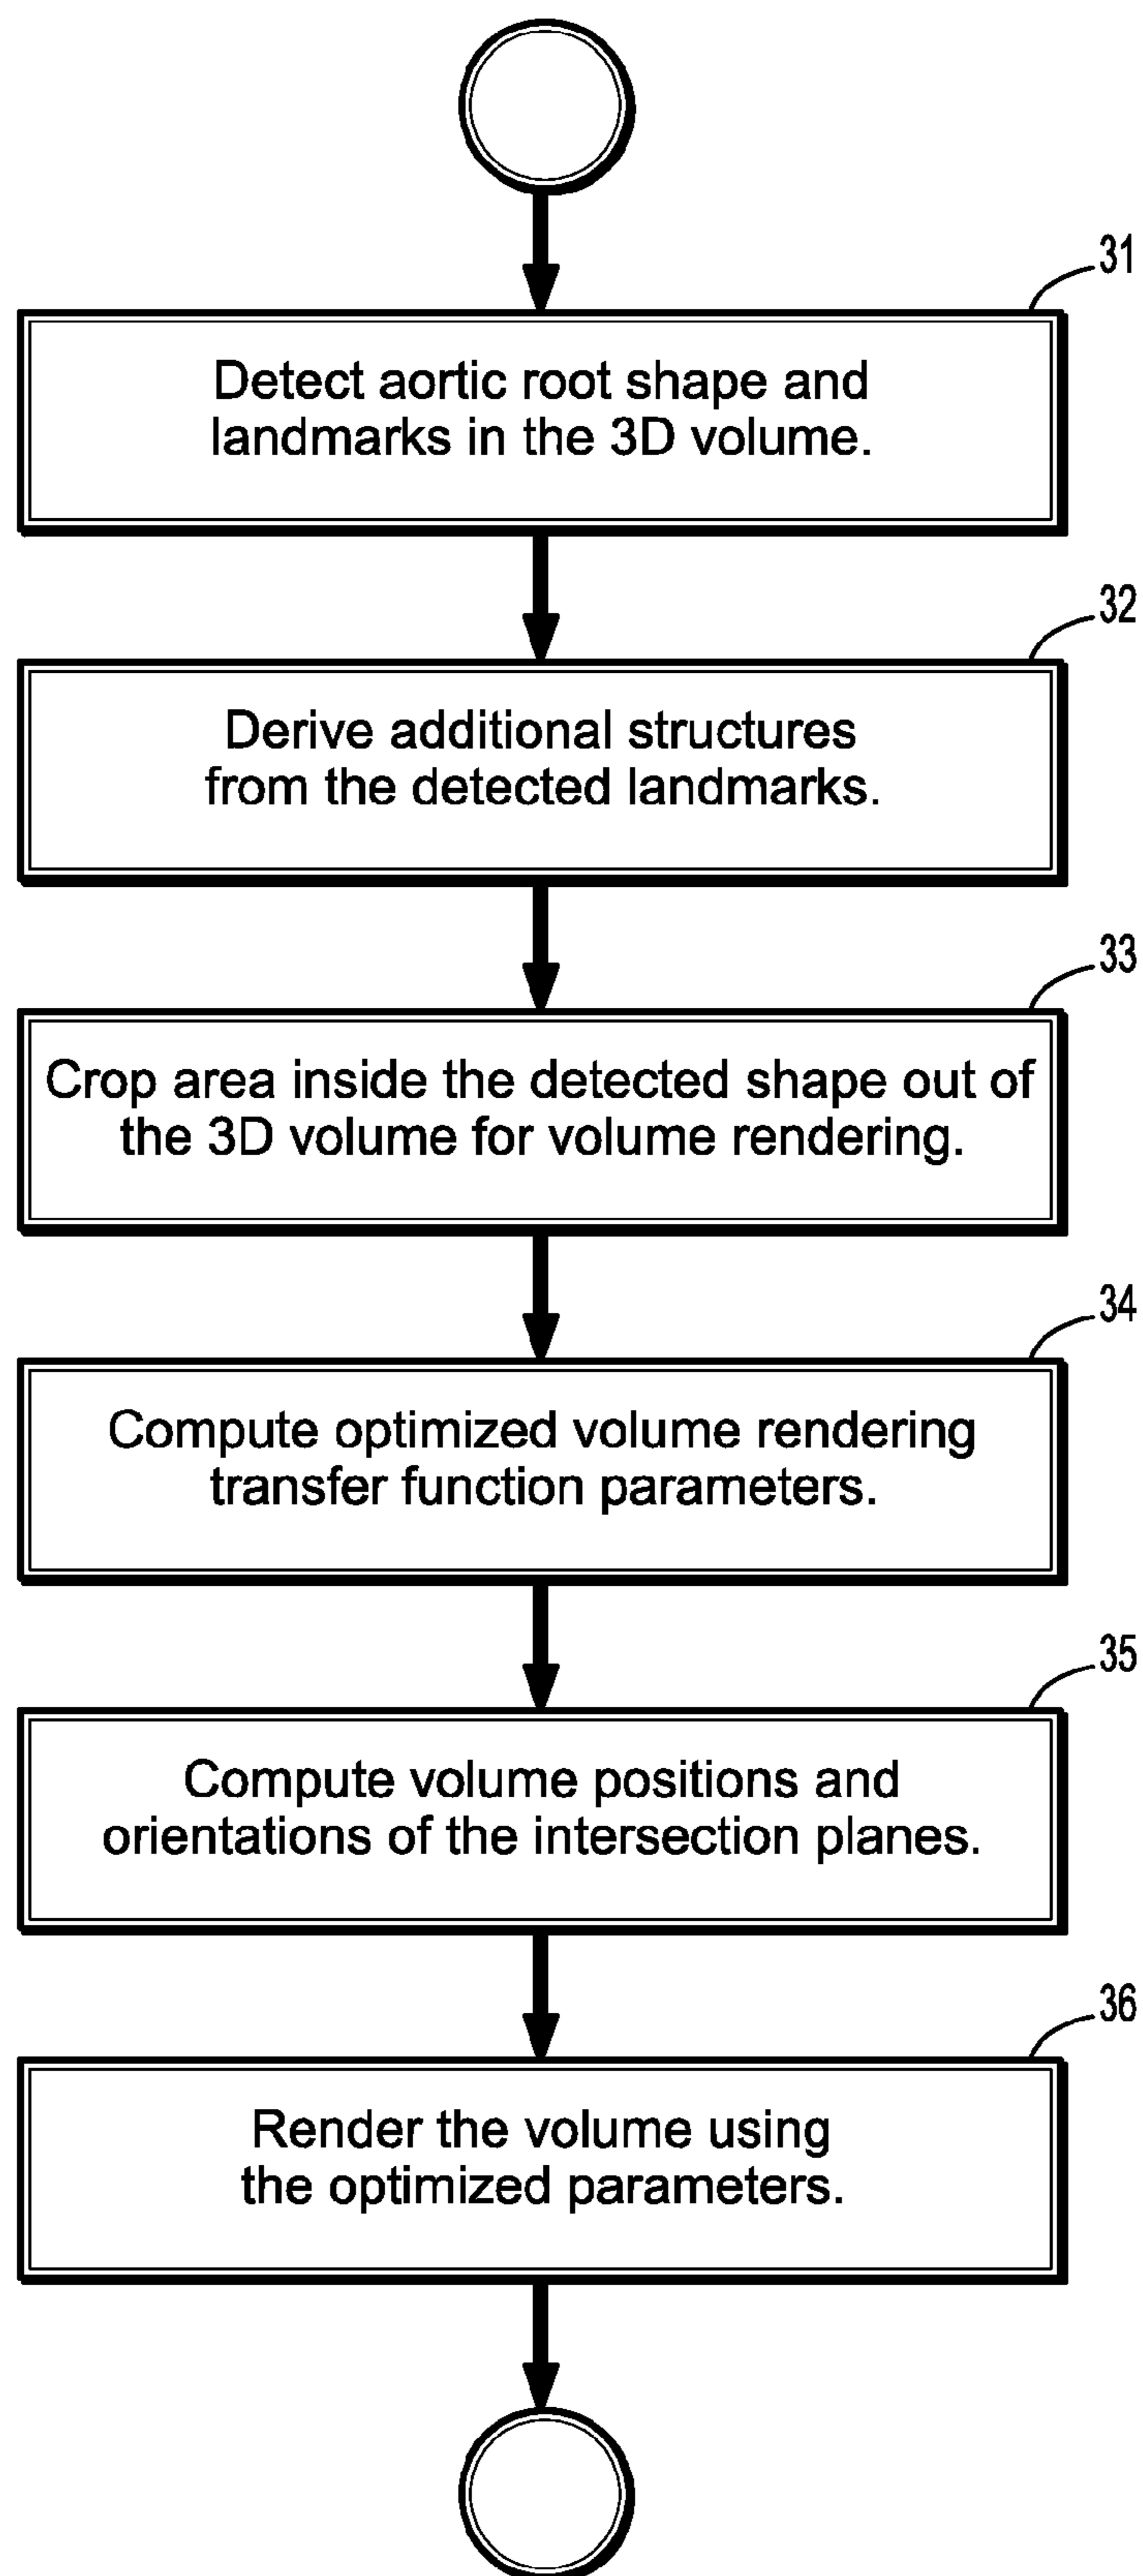 31
Detect aortic root shape and
landmarks in the 3D volume.
32
Derive additional structures
from the detected landmarks.
33
Crop area inside the detected shape out of
the 3D volume for volume rendering.
34
Compute optimized volume rendering
transfer function parameters.
35
Compute volume positions and
orientations of the intersection planes.
36
Render the volume using
the optimized parameters.